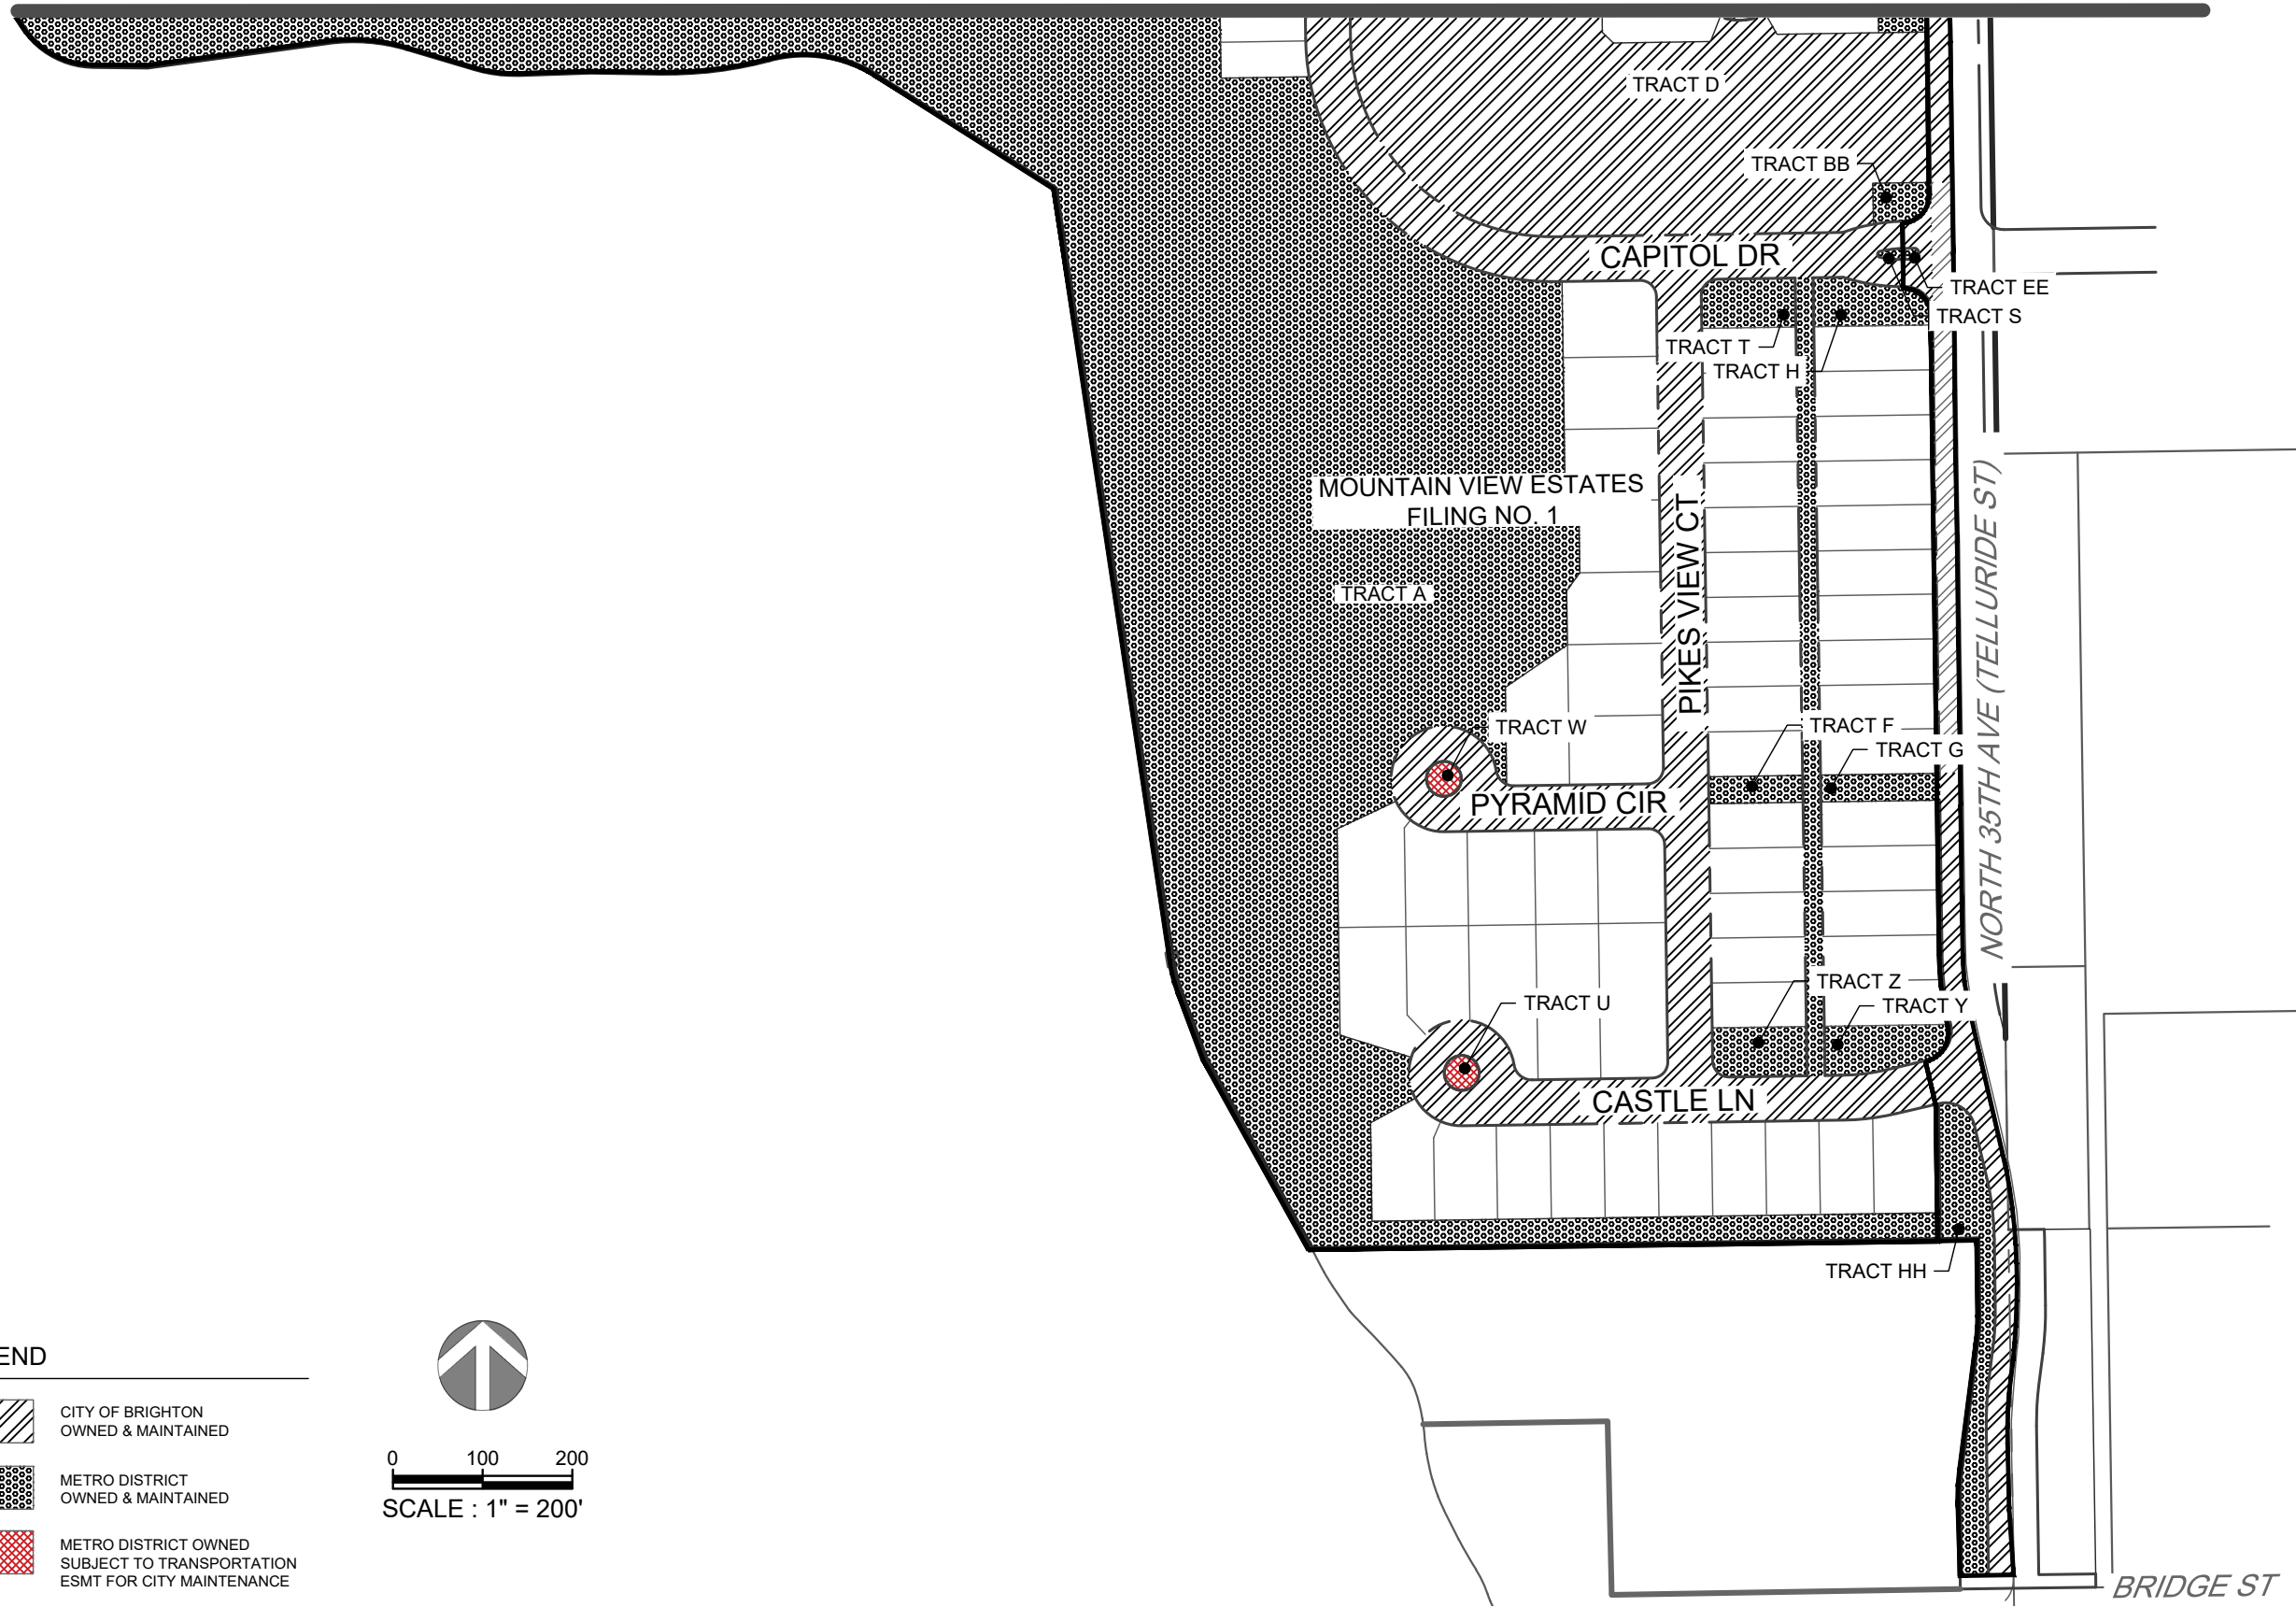 TRACT D
TRACT BB
CAPITOL DR
TRACT EE
TRACT S
TRACT T
TRACT H
MOUNTAIN VIEW ESTATES
FILING NO. 1
PIKES VIEW CT
NORTH 35TH AVE (TELLURIDE ST)
TRACT A
TRACT W
TRACT F
TRACT G
PYRAMID CIR
TRACT Z
TRACT U
TRACT Y
CASTLE LN
TRACT HH
END
CITY OF BRIGHTON
OWNED & MAINTAINED
METRO DISTRICT
OWNED & MAINTAINED
METRO DISTRICT OWNED
SUBJECT TO TRANSPORTATION
ESMT FOR CITY MAINTENANCE
0 100 200
SCALE : 1" = 200'
BRIDGE ST